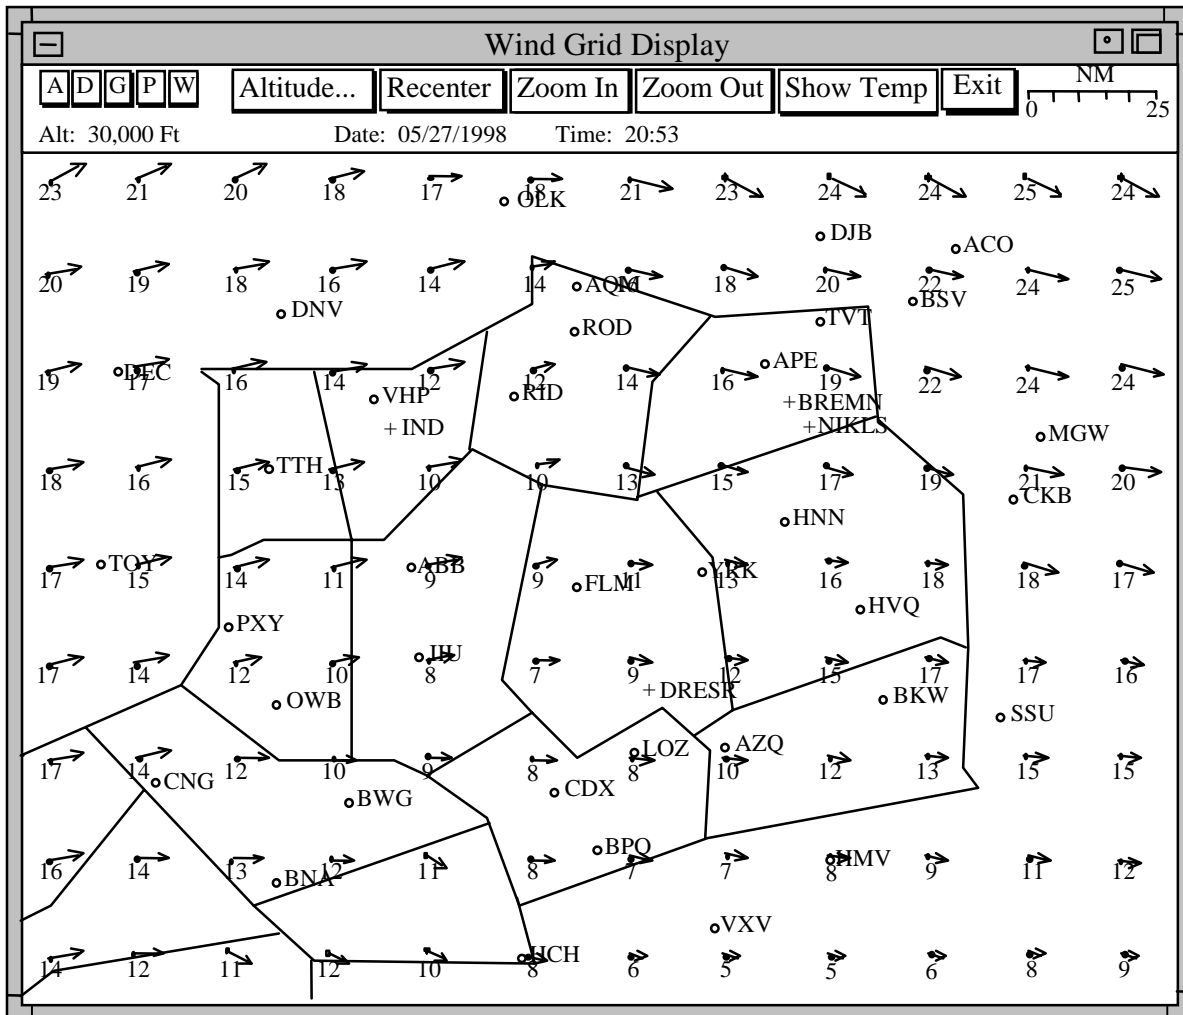 Wind Grid Display
A D G P W Altitude... Recenter Zoom In Zoom Out Show Temp Exit NM
0 25
Alt: 30,000 Ft Date: 05/27/1998 Time: 20:53
23 21 20 18 17 18 21 23 24 24 25 24
OLK
DJB
ACO
20 19 18 16 14 14 16 18 20 22 24 25
AQM
BSV
DNV
TVT
ROD
APE
19 17 16 14 12 12 14 16 19 22 24 24
DEC
VHP
RID
+ BREMN
+ IND
+ NIKLS
MGW
18 16 15 13 10 10 13 15 17 19 21 20
TTH
CKB
HNN
17 15 14 11 9 9 11 13 16 18 18 17
TOY
ABB
FLM
YRK
HVQ
PXY
17 14 12 10 8 7 9 12 15 17 17 16
IIU
+ DRESR
OWB
BKW
SSU
17 14 12 10 9 8 8 10 12 13 15 15
LOZ
AZQ
CNG
BWG
CDX
16 14 13 12 11 8 7 7 8 9 11 12
BPQ
HMV
BNA
VXV
14 12 11 12 10 8 6 5 5 6 8 9
HCH